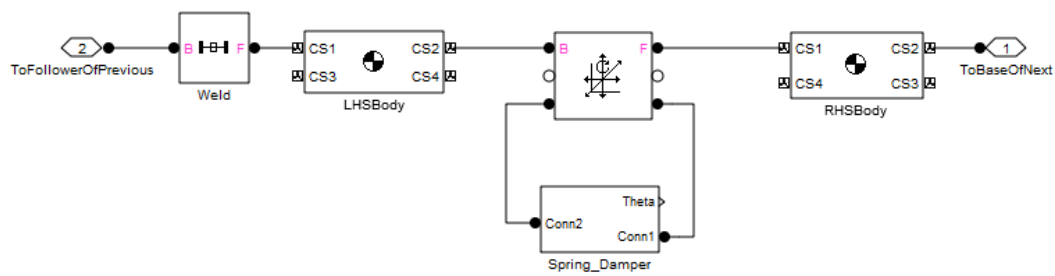 2
ToFollowerOfPrevious
B F
Weld
CS1 CS2
CS3 CS4
LHSBody
B F
C
Theta
Conn2
Conn1
Spring_Damper
CS1 CS2
CS4 CS3
RHSBody
1
ToBaseOfNext